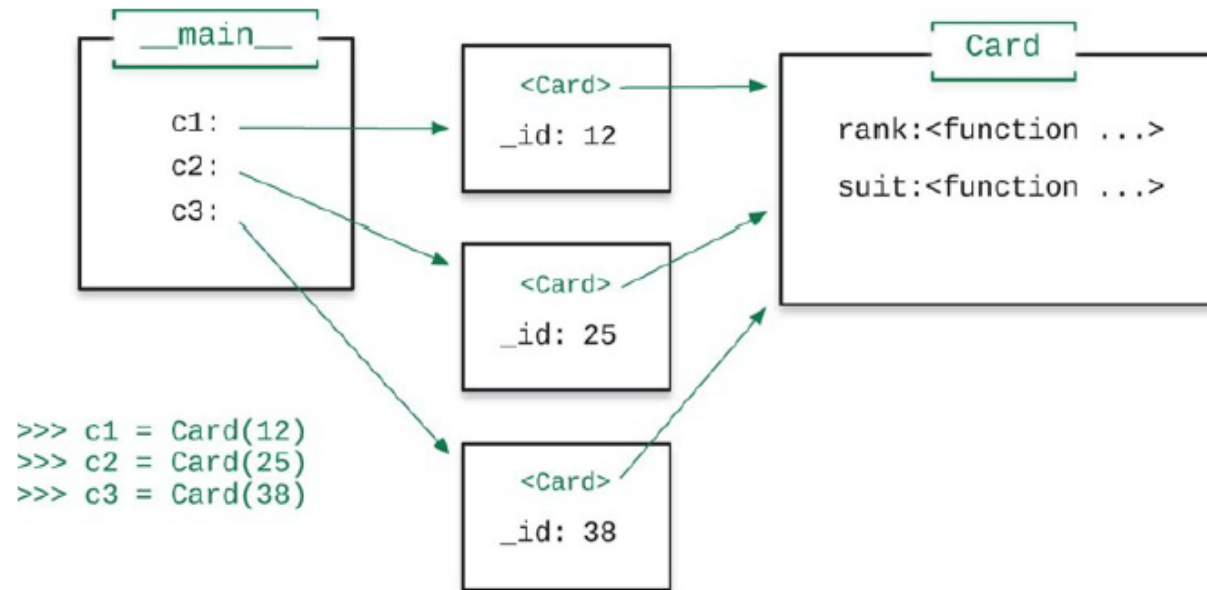 __main__
c1:
c2:
c3:
<Card>
_id: 12
<Card>
_id: 25
<Card>
_id: 38
Card
rank:<function ...>
suit:<function ...>
>>> c1 = Card(12)
>>> c2 = Card(25)
>>> c3 = Card(38)